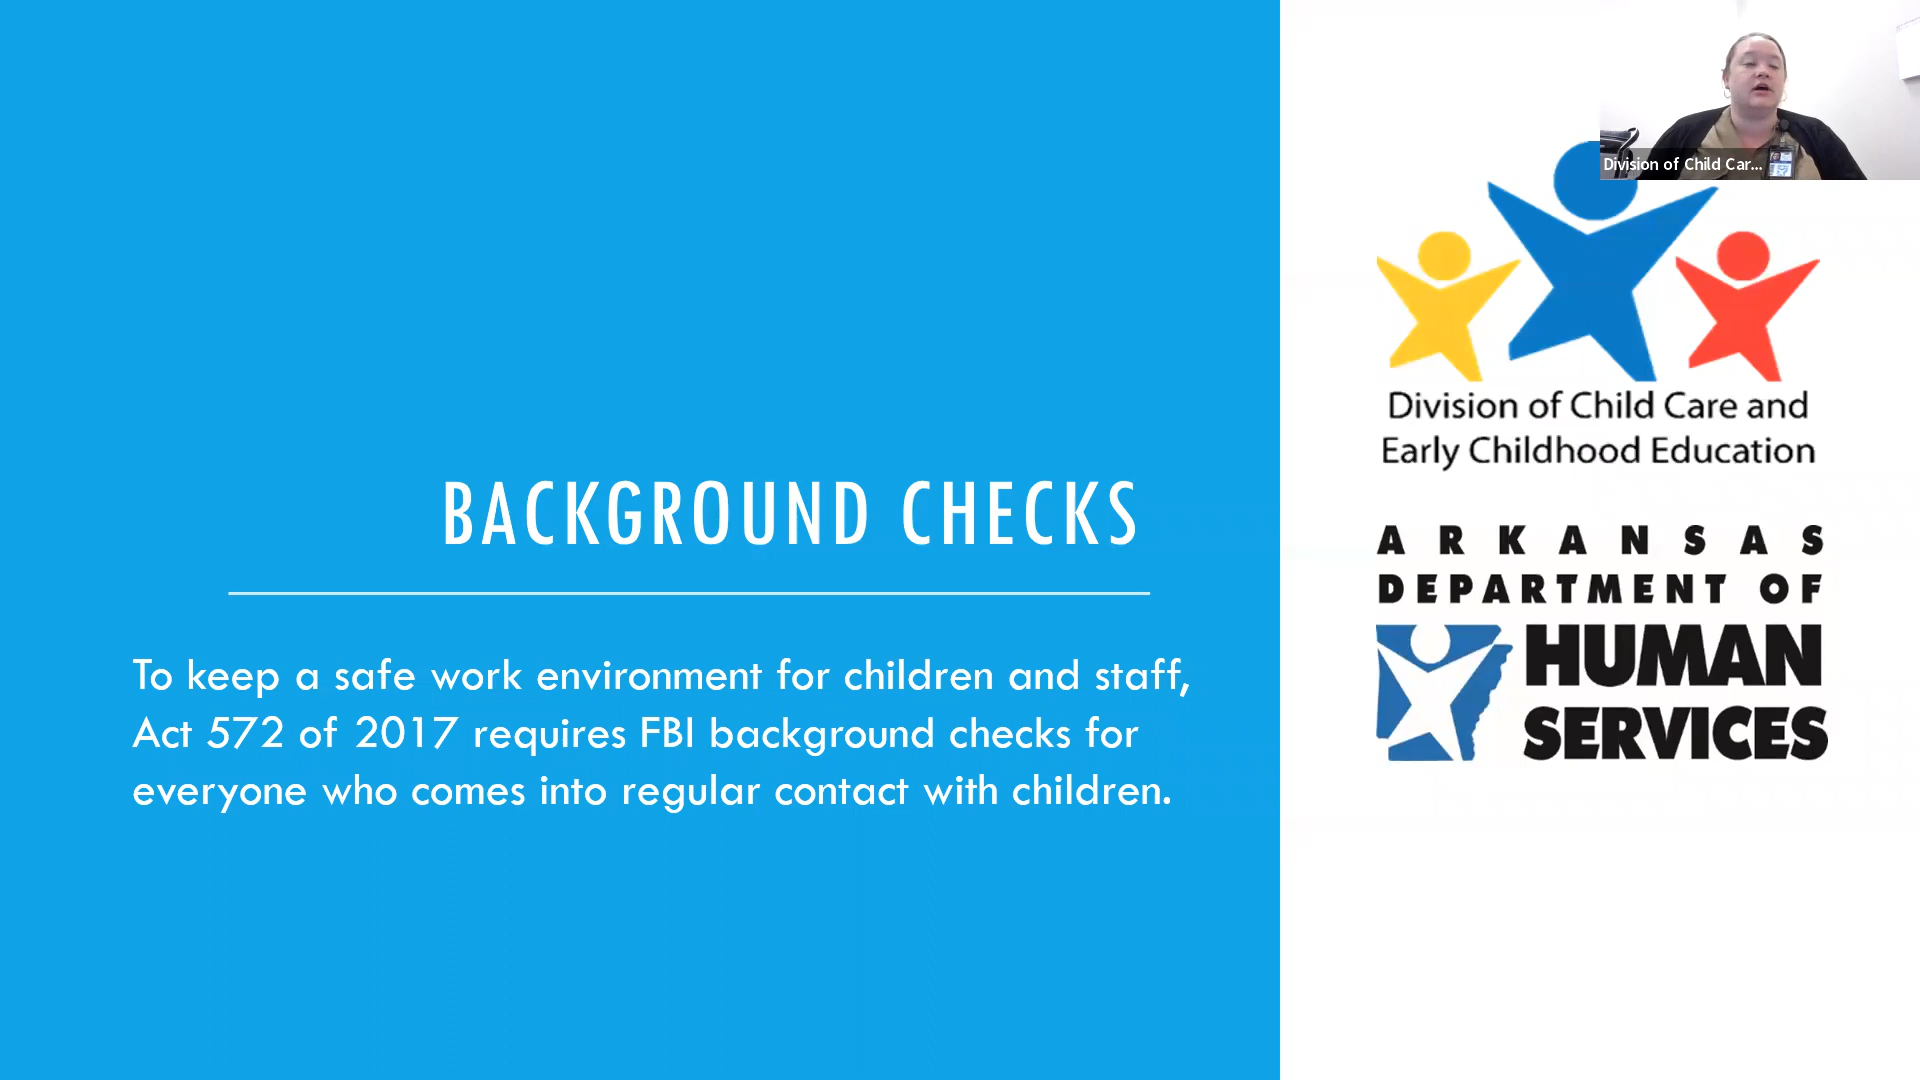 Division of Child Car...
BACKGROUND CHECKS
To keep a safe work environment for children and staff,
Act 572 of 2017 requires FBI background checks for
everyone who comes into regular contact with children.
Division of Child Care and
Early Childhood Education
ARKANSAS
DEPARTMENT OF
HUMAN
SERVICES